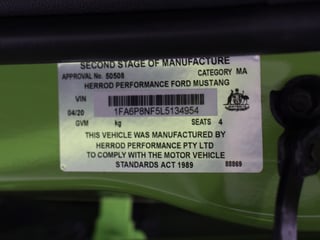 SECOND STAGE OF MANUFACTURE
APPROVAL No. 50508 CATEGORY MA
HERROD PERFORMANCE FORD MUSTANG
VIN
04/20 1FA6P8NF5L5134954
GVM kg SEATS 4
THIS VEHICLE WAS MANUFACTURED BY
HERROD PERFORMANCE PTY LTD
TO COMPLY WITH THE MOTOR VEHICLE
STANDARDS ACT 1989 88869